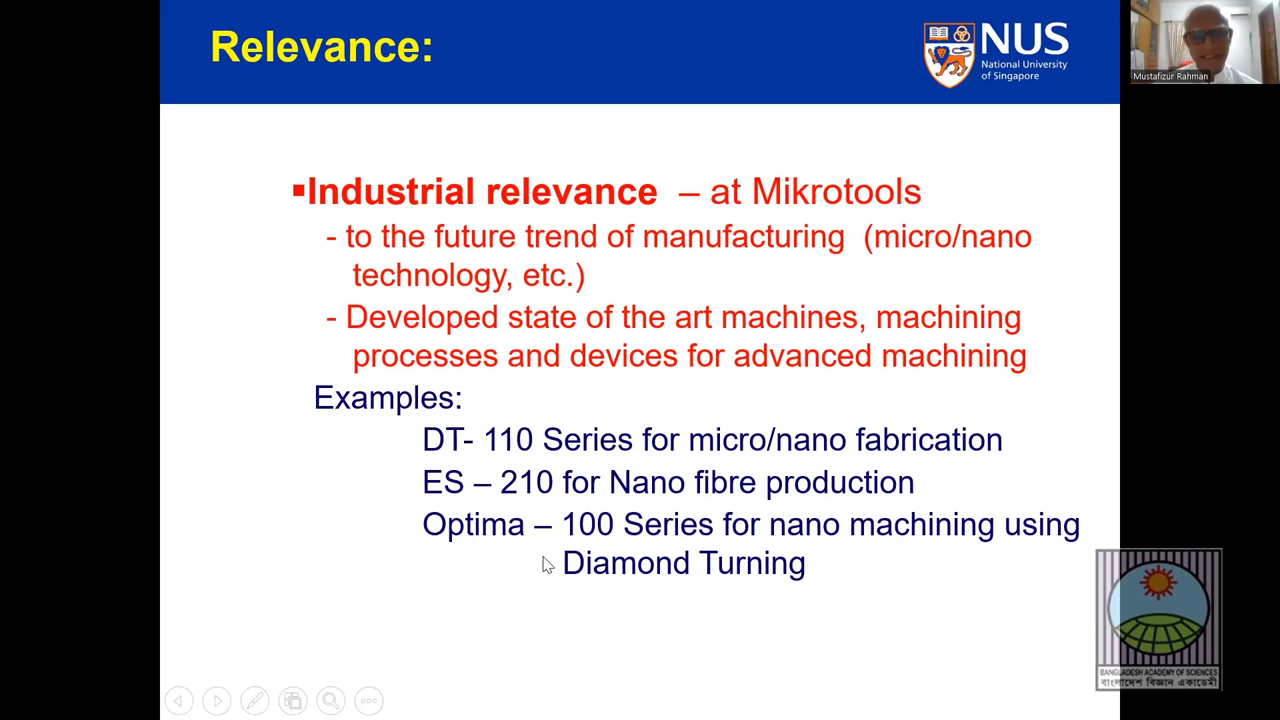 Relevance:
NUS
National University
of Singapore
Mustafizur Rahman
▪Industrial relevance – at Mikrotools
- to the future trend of manufacturing (micro/nano
technology, etc.)
- Developed state of the art machines, machining
processes and devices for advanced machining
Examples:
DT- 110 Series for micro/nano fabrication
ES – 210 for Nano fibre production
Optima – 100 Series for nano machining using
Diamond Turning
BANGLADESH ACADEMY OF SCIENCES
বাংলাদেশ বিজ্ঞান একাডেমী